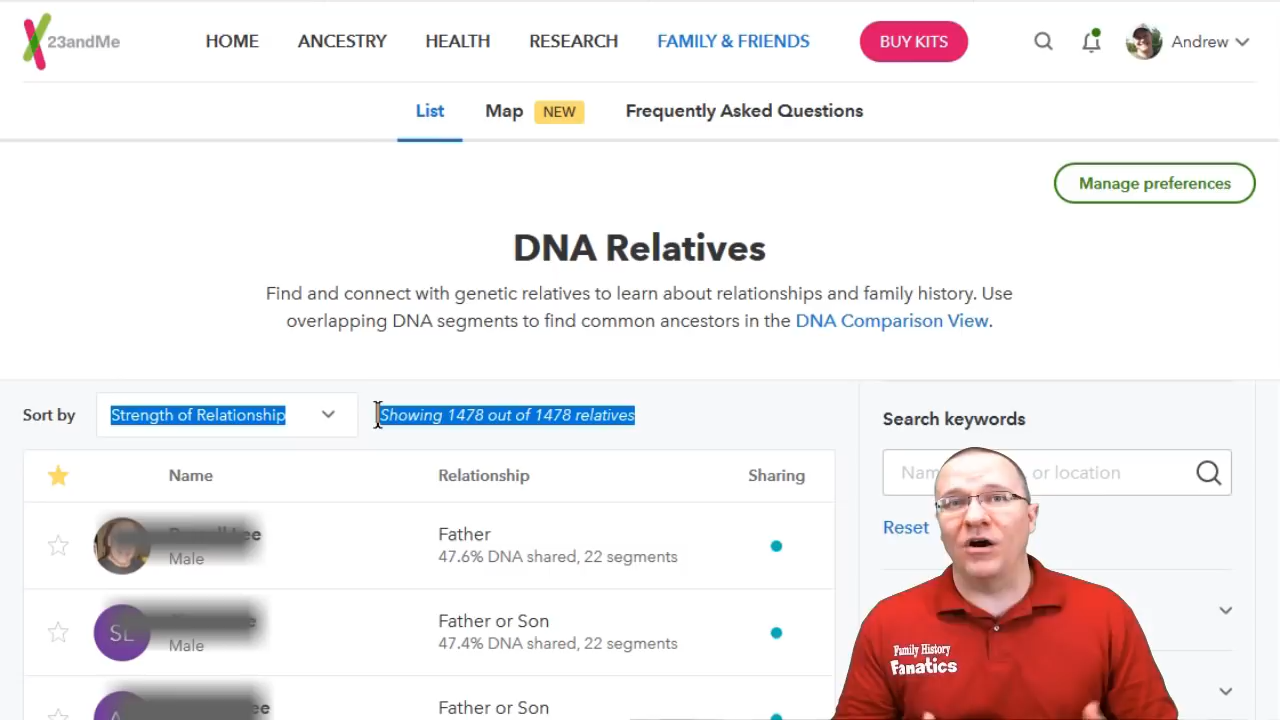 23andMe
HOME ANCESTRY HEALTH RESEARCH FAMILY & FRIENDS BUY KITS Andrew
List Map NEW Frequently Asked Questions
Manage preferences
DNA Relatives
Find and connect with genetic relatives to learn about relationships and family history. Use
overlapping DNA segments to find common ancestors in the DNA Comparison View.
Sort by Strength of Relationship Showing 1478 out of 1478 relatives
Search keywords
Name Relationship Sharing
or location
Reset
Father
Male 47.6% DNA shared, 22 segments
SL Father or Son
Male 47.4% DNA shared, 22 segments
Father or Son
Family History
Fanatics